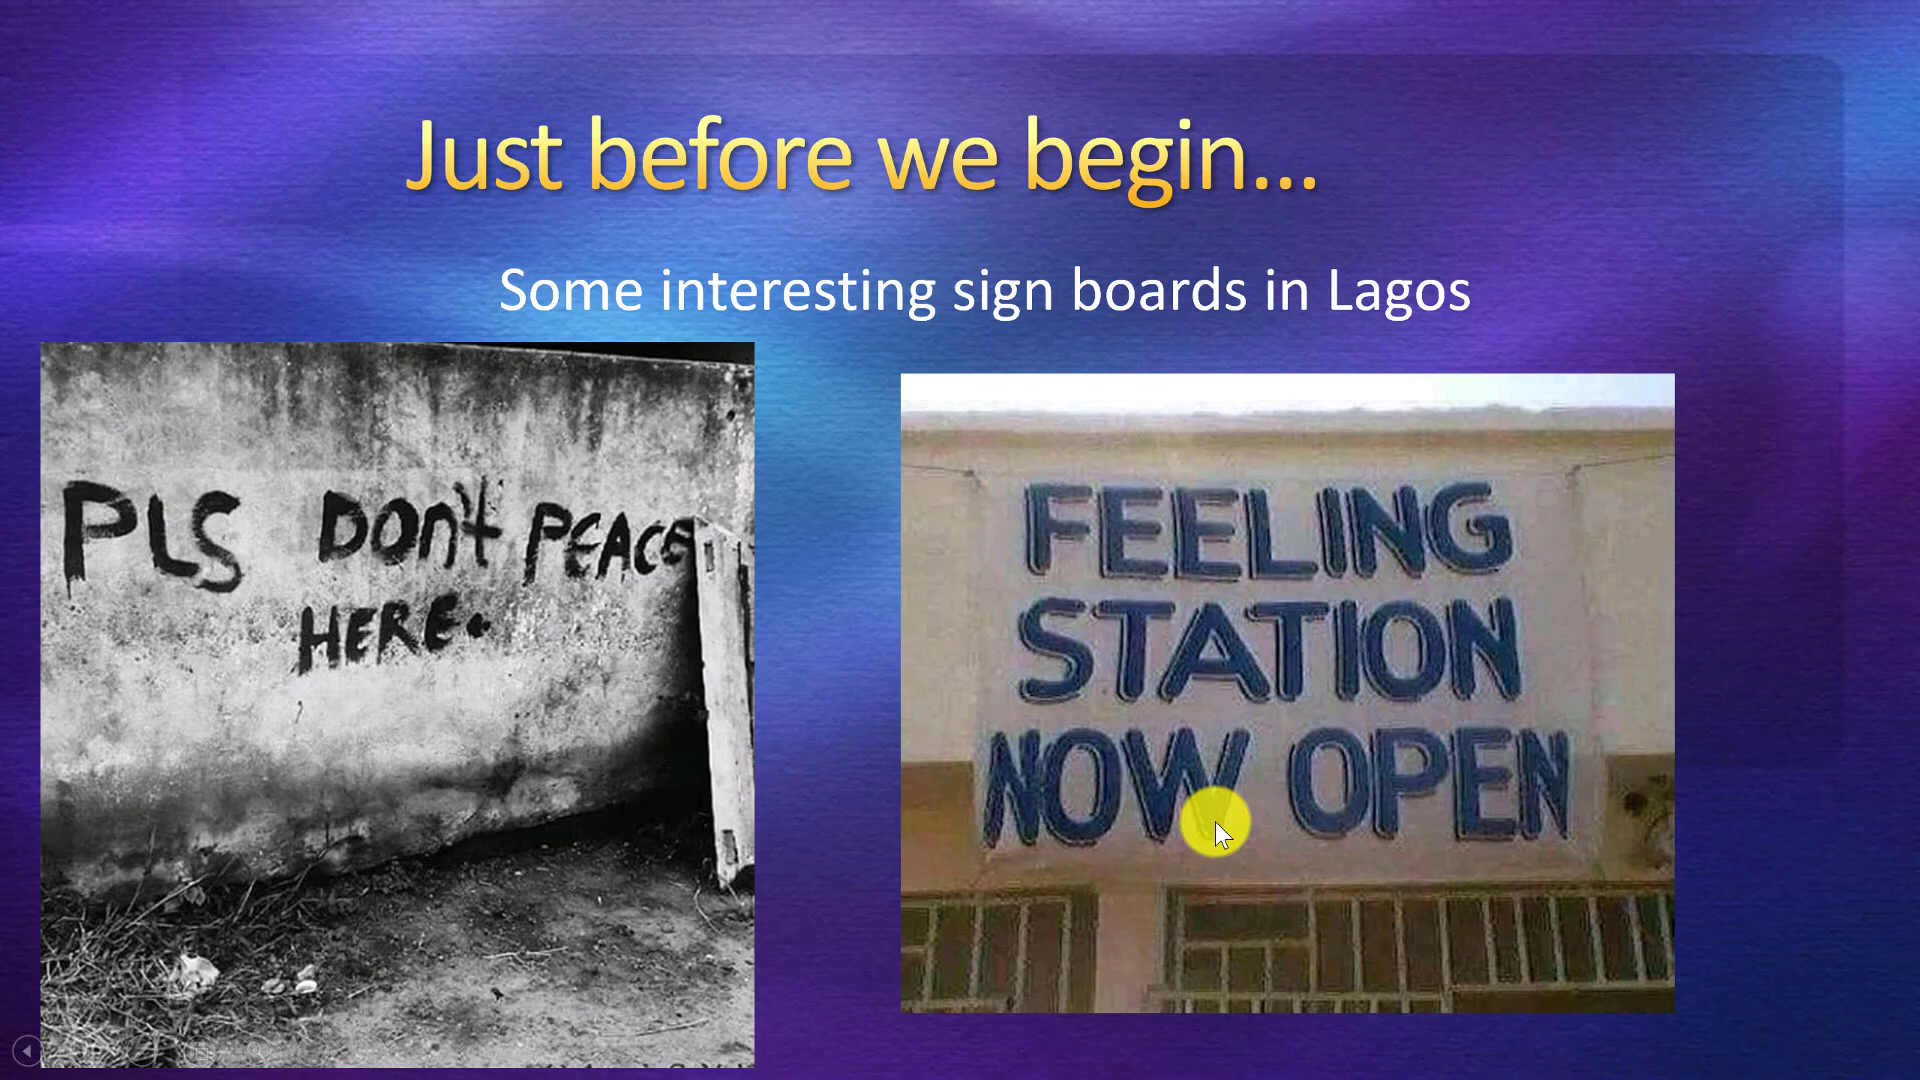 Just before we begin...
Some interesting sign boards in Lagos
PLS DON't PEACE
HERE.
FEELING
STATION
NOW OPEN